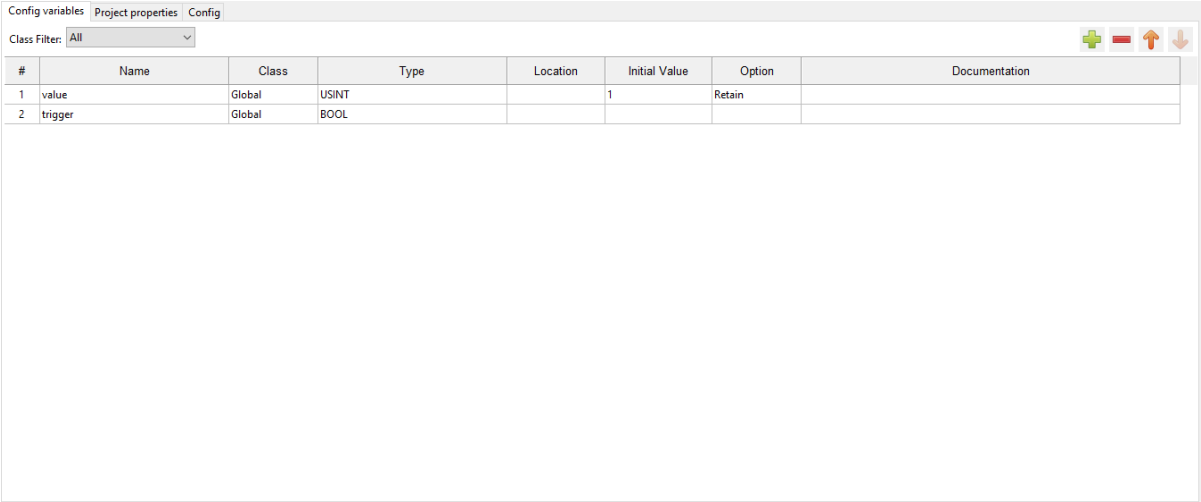 Config variables Project properties Config
Class Filter: All
# Name Class Type Location Initial Value Option Documentation
1 value Global USINT 1 Retain
2 trigger Global BOOL